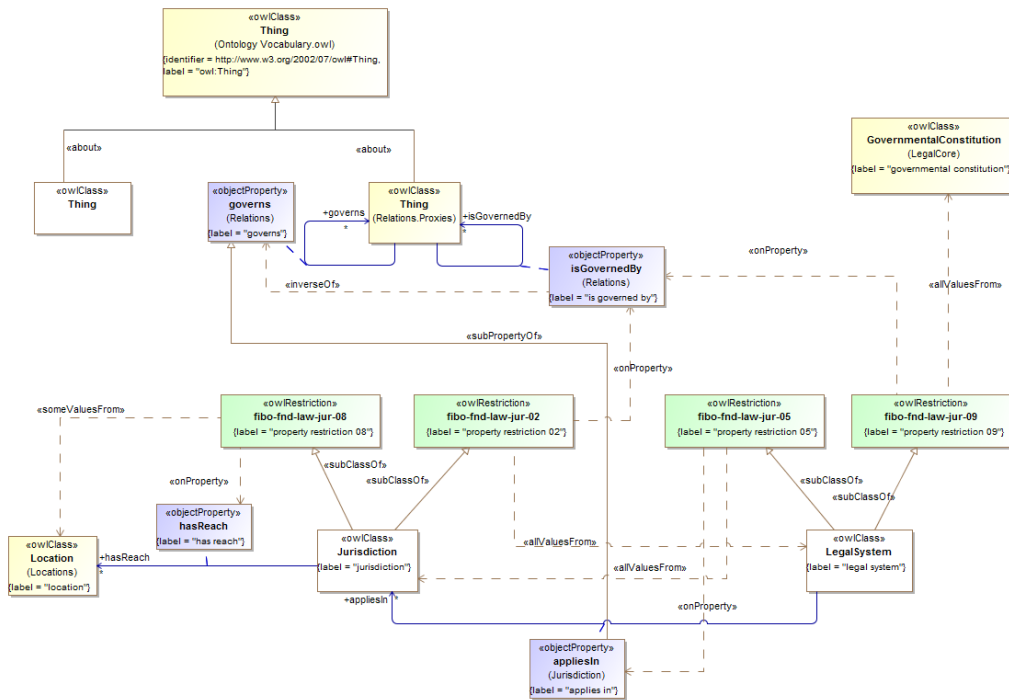 «owlClass»
Thing
(Ontology Vocabulary.owl)
{identifier = http://www.w3.org/2002/07/owl#Thing,
label = "owl:Thing"}
«about»
«about»
«owlClass»
Thing
«objectProperty»
governs
(Relations)
{label = "governs"}
+governs
*
«owlClass»
Thing
(Relations.Proxies)
+isGovernedBy
*
«owlClass»
GovernmentalConstitution
(LegalCore)
{label = "governmental constitution"}
«objectProperty»
isGovernedBy
(Relations)
{label = "is governed by"}
«inverseOf»
«onProperty»
«allValuesFrom»
«subPropertyOf»
«onProperty»
«someValuesFrom»
«owlRestriction»
fibo-fnd-law-jur-08
{label = "property restriction 08"}
«owlRestriction»
fibo-fnd-law-jur-02
{label = "property restriction 02"}
«owlRestriction»
fibo-fnd-law-jur-05
{label = "property restriction 05"}
«owlRestriction»
fibo-fnd-law-jur-09
{label = "property restriction 09"}
«onProperty»
«subClassOf»
«subClassOf»
«subClassOf»
«subClassOf»
«objectProperty»
hasReach
{label = "has reach"}
«owlClass»
Location
(Locations)
{label = "location"}
+hasReach
*
«owlClass»
Jurisdiction
{label = "jurisdiction"}
«allValuesFrom»
«allValuesFrom»
«owlClass»
LegalSystem
{label = "legal system"}
+appliesIn
*
«onProperty»
«objectProperty»
appliesIn
(Jurisdiction)
{label = "applies in"}